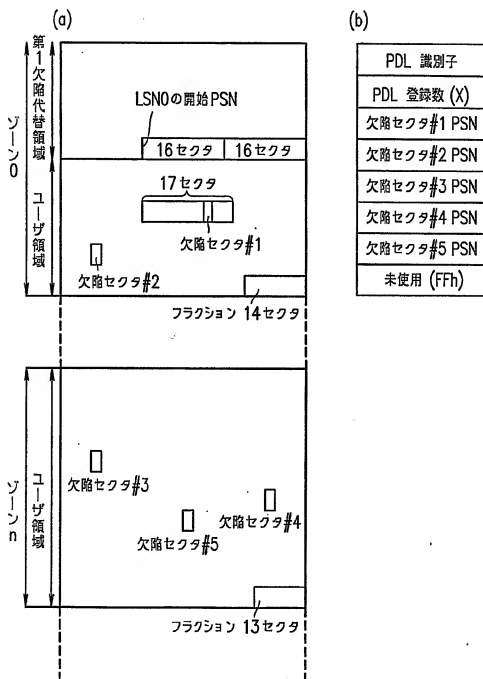 (a)
ゾーン0
第1欠陥代替領域
ユーザ領域
LSN0の開始PSN
16セクタ
16セクタ
17セクタ
欠陥セクタ#1
欠陥セクタ#2
フラクション 14セクタ
ゾーンn
ユーザ領域
欠陥セクタ#3
欠陥セクタ#4
欠陥セクタ#5
フラクション 13セクタ
(b)
PDL 識別子
PDL 登録数 (X)
欠陥セクタ#1 PSN
欠陥セクタ#2 PSN
欠陥セクタ#3 PSN
欠陥セクタ#4 PSN
欠陥セクタ#5 PSN
未使用 (FFh)